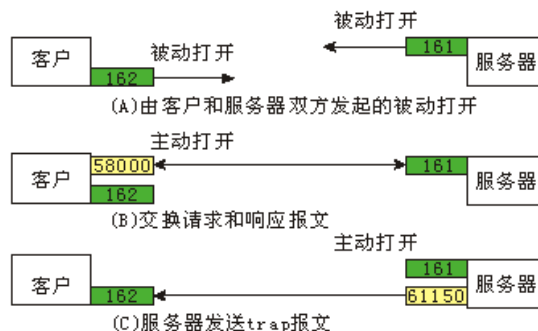 被动打开
客户 被动打开 161 服务器
162
(A)由客户和服务器双方发起的被动打开
主动打开
客户 58000 161 服务器
162
(B)交换请求和响应报文
主动打开
客户 161 服务器
162 61150
(C)服务器发送trap报文